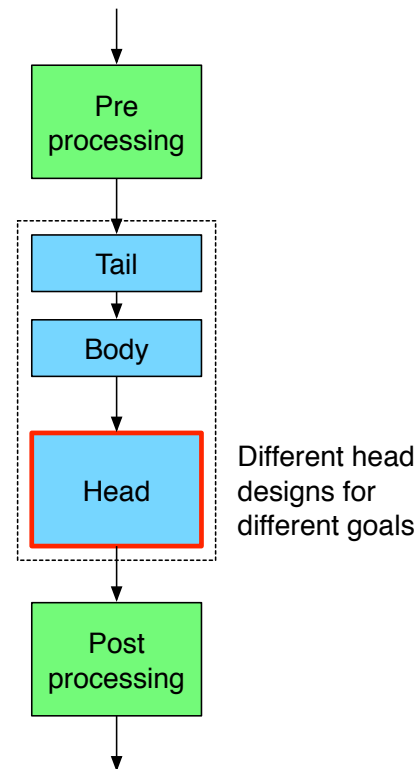 Pre
processing
Tail
Body
Head
Different head
designs for
different goals
Post
processing